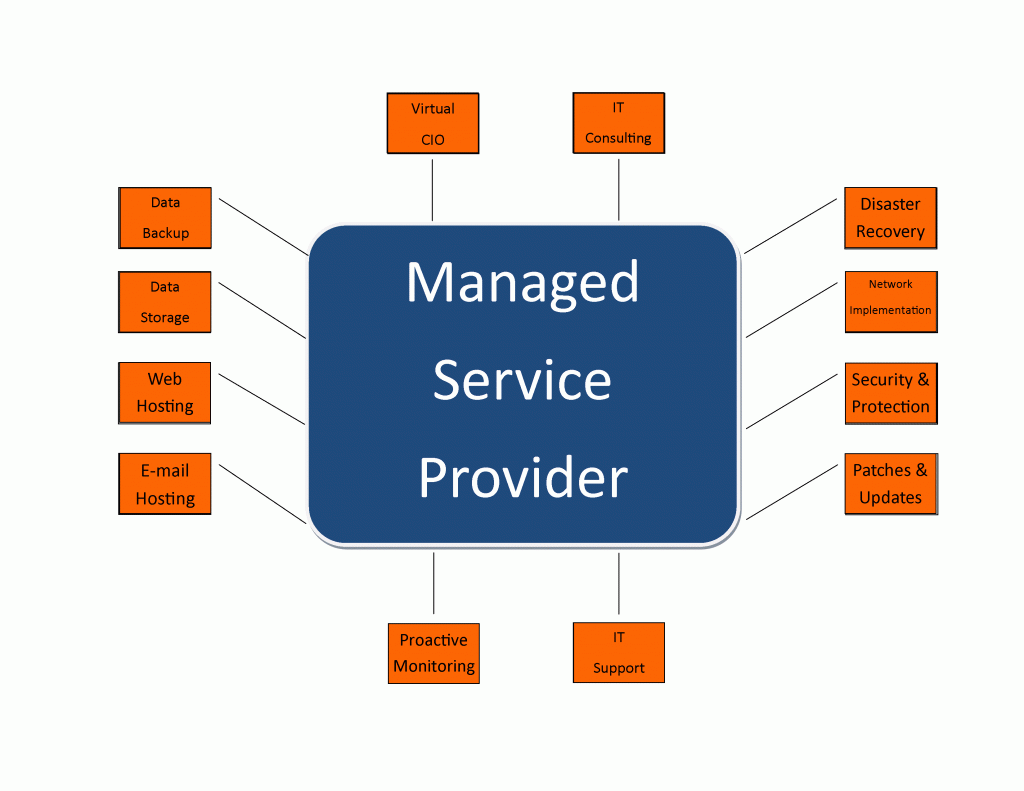 Virtual
CIO
IT
Consulting
Data
Backup
Disaster
Recovery
Data
Storage
Network
Implementation
Web
Hosting
Security &
Protection
E-mail
Hosting
Patches &
Updates
Managed
Service
Provider
Proactive
Monitoring
IT
Support